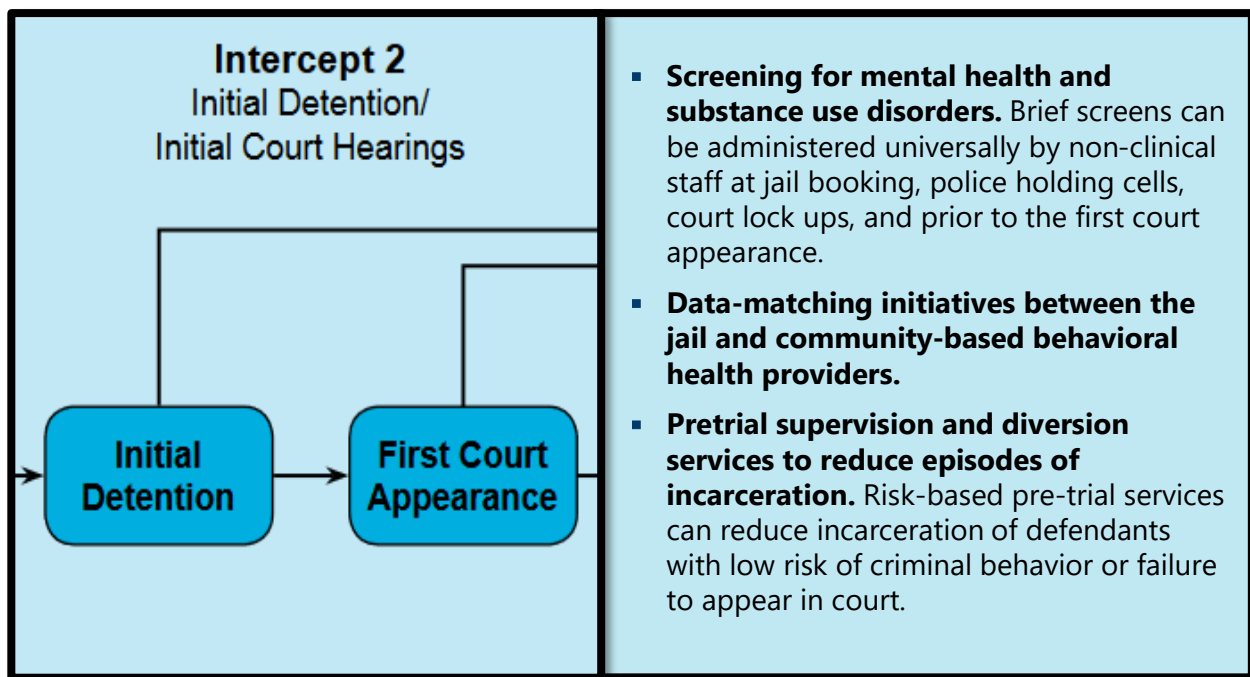 Intercept 2
Initial Detention/
Initial Court Hearings
Initial
Detention
First Court
Appearance
▪ Screening for mental health and
substance use disorders. Brief screens can
be administered universally by non-clinical
staff at jail booking, police holding cells,
court lock ups, and prior to the first court
appearance.
▪ Data-matching initiatives between the
jail and community-based behavioral
health providers.
▪ Pretrial supervision and diversion
services to reduce episodes of
incarceration. Risk-based pre-trial services
can reduce incarceration of defendants
with low risk of criminal behavior or failure
to appear in court.